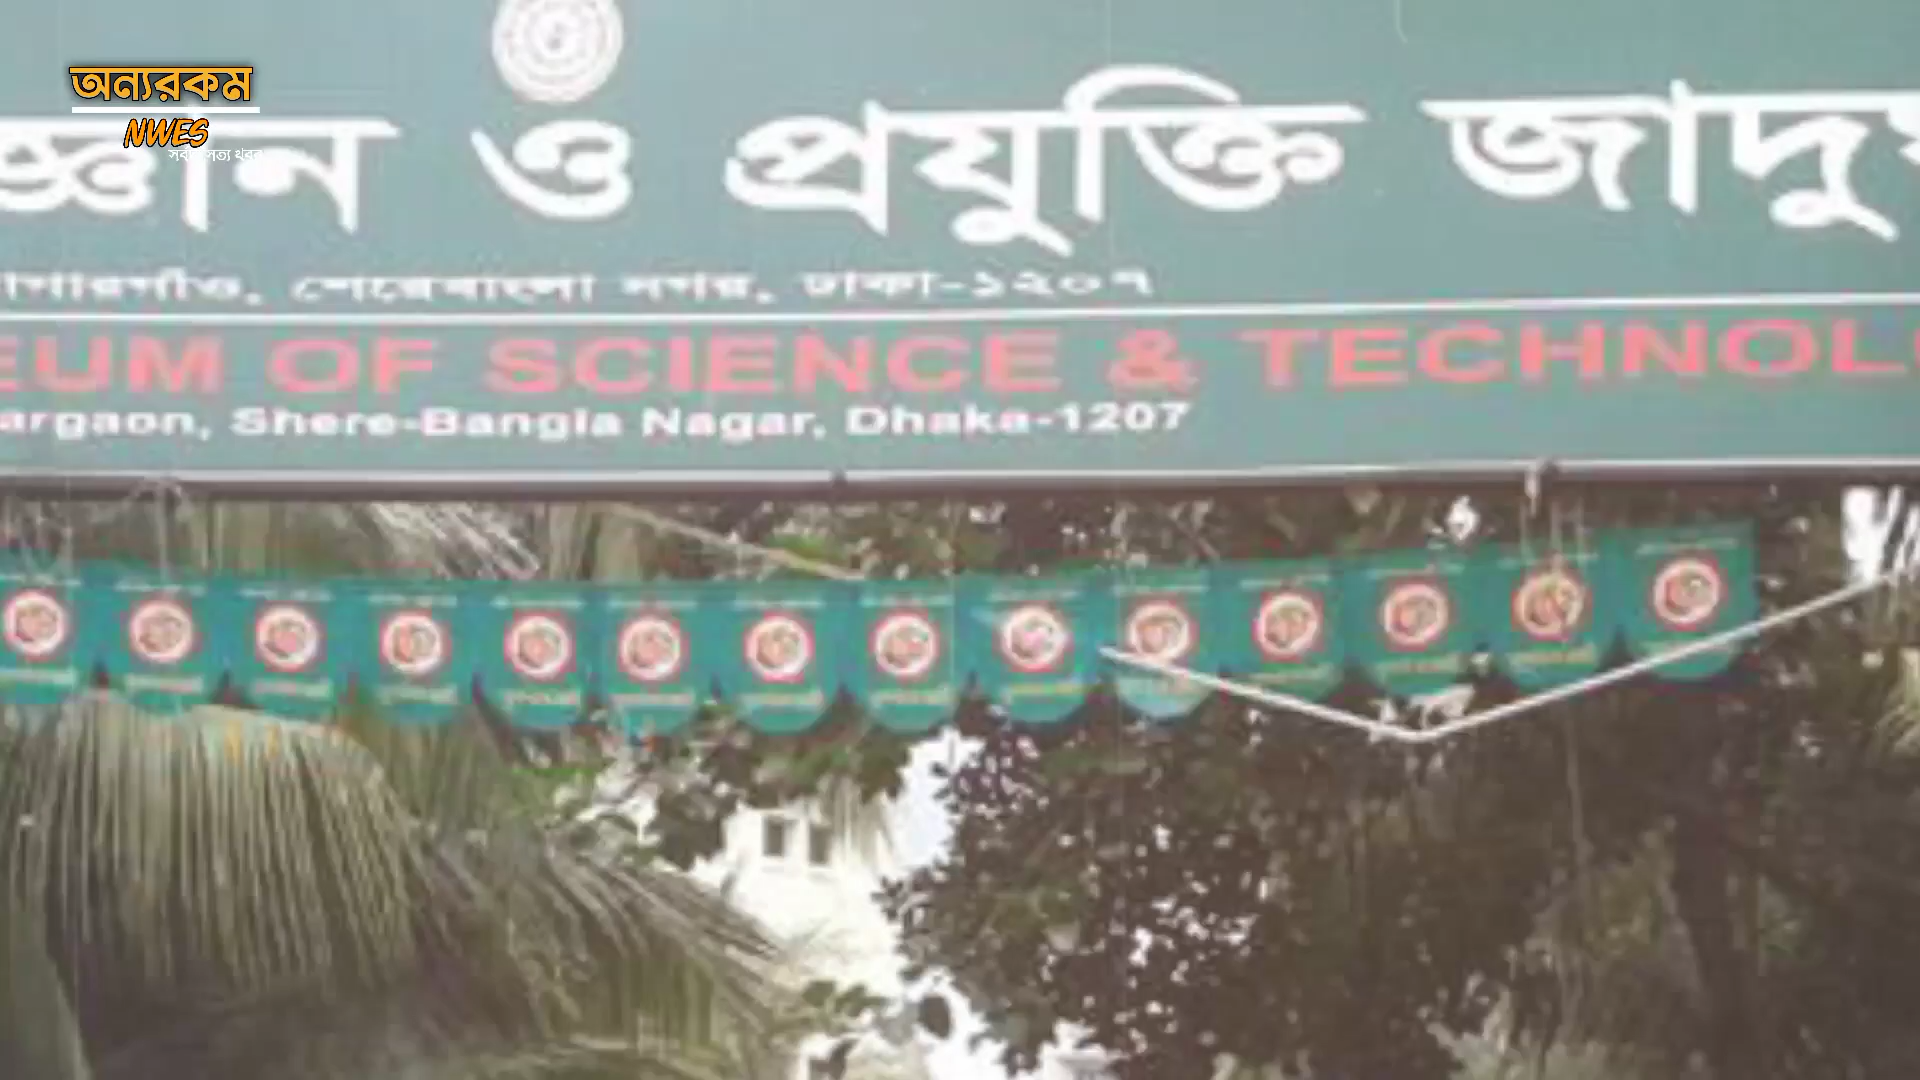 অন্যরকম
NWES
জ্ঞান ও প্রযুক্তি জাদু
শেরেবাংলা নগর, ঢাকা-১২০৭
EUM OF SCIENCE & TECHNOL
argaon, Shere-Bangla Nagar, Dhaka-1207